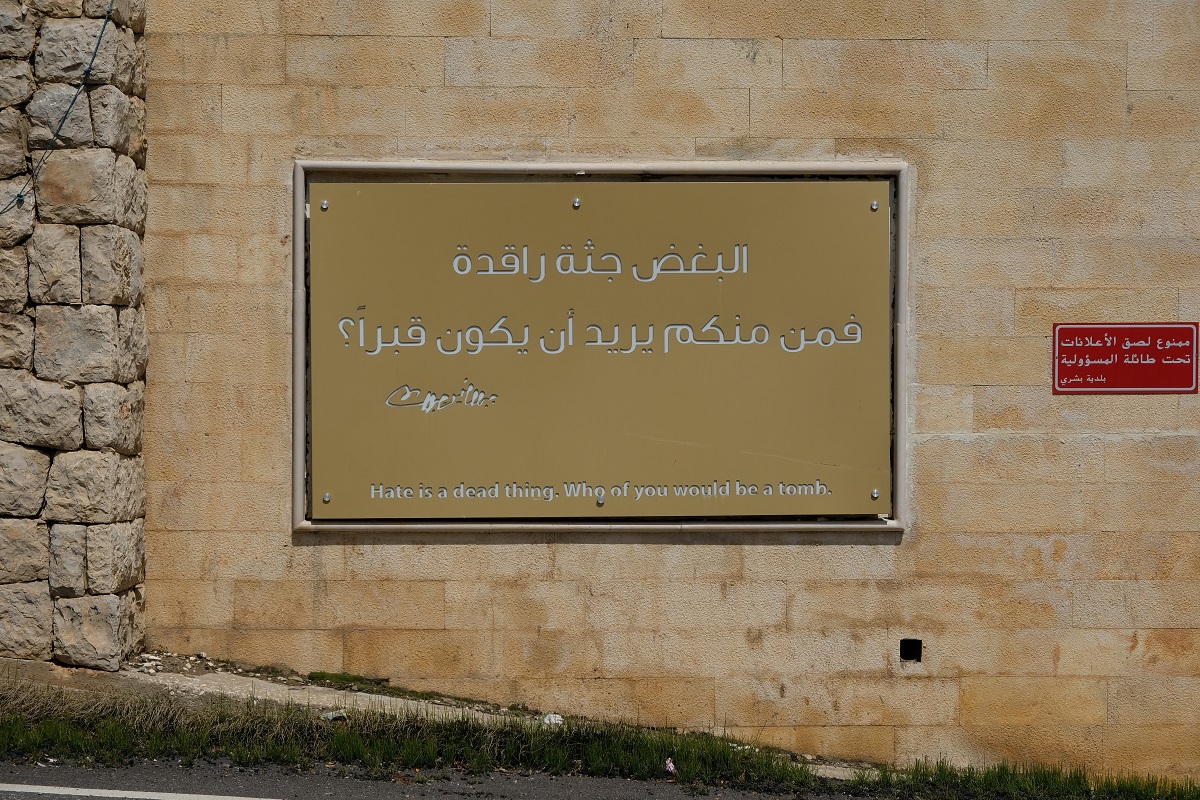 البغض جثة راقدة
فمن منكم يريد أن يكون قبراً؟
Hate is a dead thing. Who of you would be a tomb.
ممنوع لصق الأعلانات
تحت طائلة المسؤولية
بلدية بشري